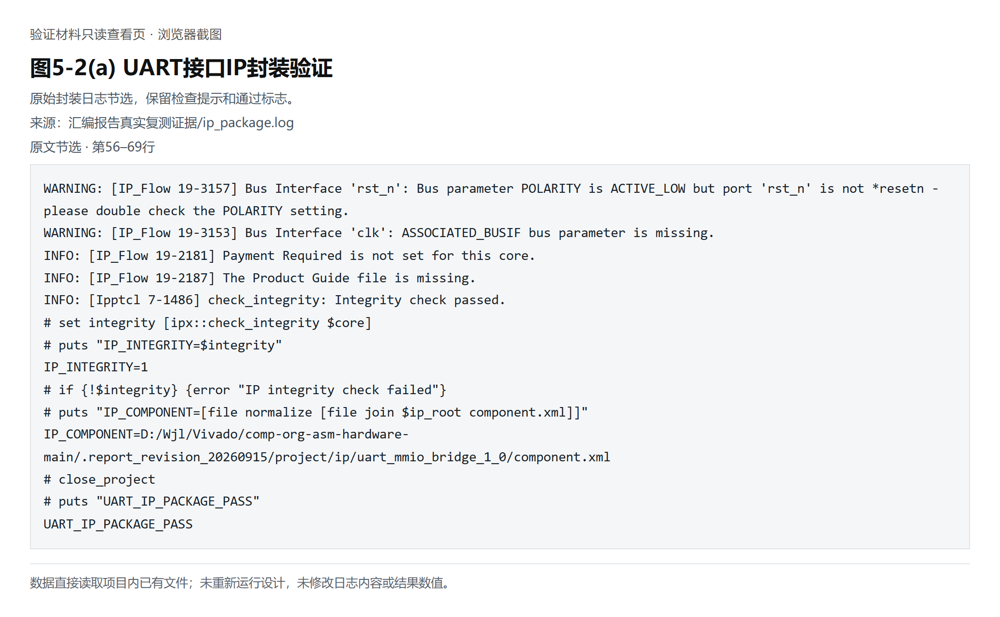 验证材料只读查看页 · 浏览器截图
图5-2(a) UART接口IP封装验证
原始封装日志节选，保留检查提示和通过标志。
来源：汇编报告真实复测证据/ip_package.log
原文节选 · 第56–69行
WARNING: [IP_Flow 19-3157] Bus Interface 'rst_n': Bus parameter POLARITY is ACTIVE_LOW but port 'rst_n' is not *resetn -
please double check the POLARITY setting.
WARNING: [IP_Flow 19-3153] Bus Interface 'clk': ASSOCIATED_BUSIF bus parameter is missing.
INFO: [IP_Flow 19-2181] Payment Required is not set for this core.
INFO: [IP_Flow 19-2187] The Product Guide file is missing.
INFO: [Ipptcl 7-1486] check_integrity: Integrity check passed.
# set integrity [ipx::check_integrity $core]
# puts "IP_INTEGRITY=$integrity"
IP_INTEGRITY=1
# if {!$integrity} {error "IP integrity check failed"}
# puts "IP_COMPONENT=[file normalize [file join $ip_root component.xml]]"
IP_COMPONENT=D:/Wjl/Vivado/comp-org-asm-hardware-
main/.report_revision_20260915/project/ip/uart_mmio_bridge_1_0/component.xml
# close_project
# puts "UART_IP_PACKAGE_PASS"
UART_IP_PACKAGE_PASS
数据直接读取项目内已有文件；未重新运行设计，未修改日志内容或结果数值。